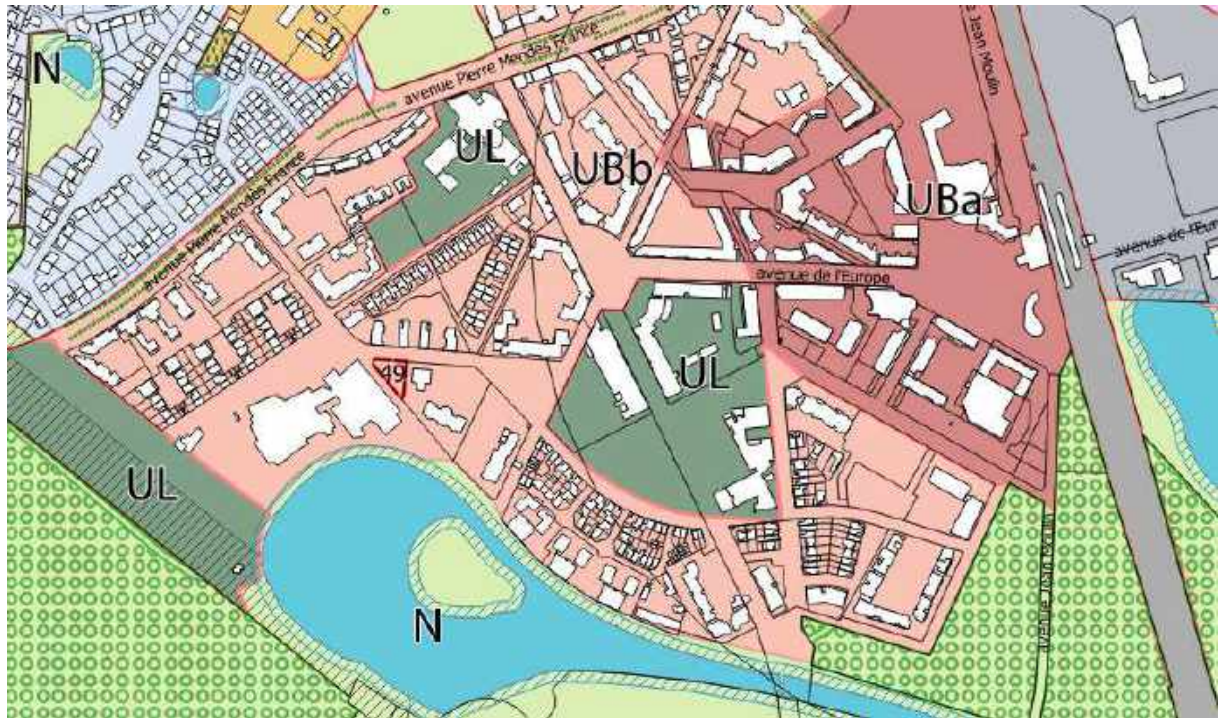 N
avenue Pierre Mendès France
Jean Moulin
UL
UBb
UBa
avenue Pierre Mendès France
avenue de l'Europe
avenue de l'Eur
49
UL
UL
N
avenue Jean Moulin